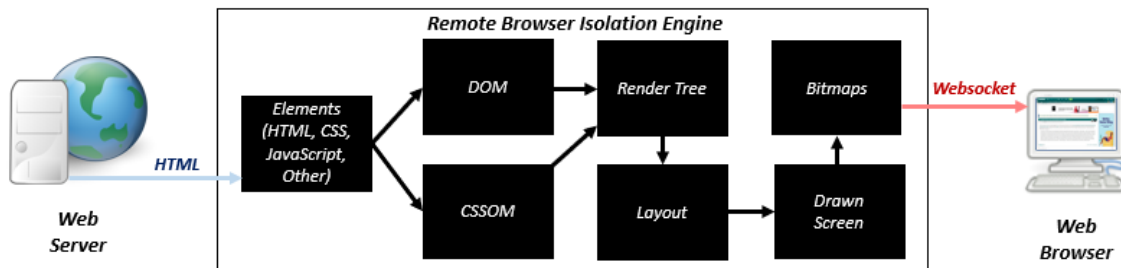 Remote Browser Isolation Engine
HTML
Web
Server
Elements
(HTML, CSS,
JavaScript,
Other)
DOM
CSSOM
Render Tree
Layout
Bitmaps
Drawn
Screen
Websocket
Web
Browser